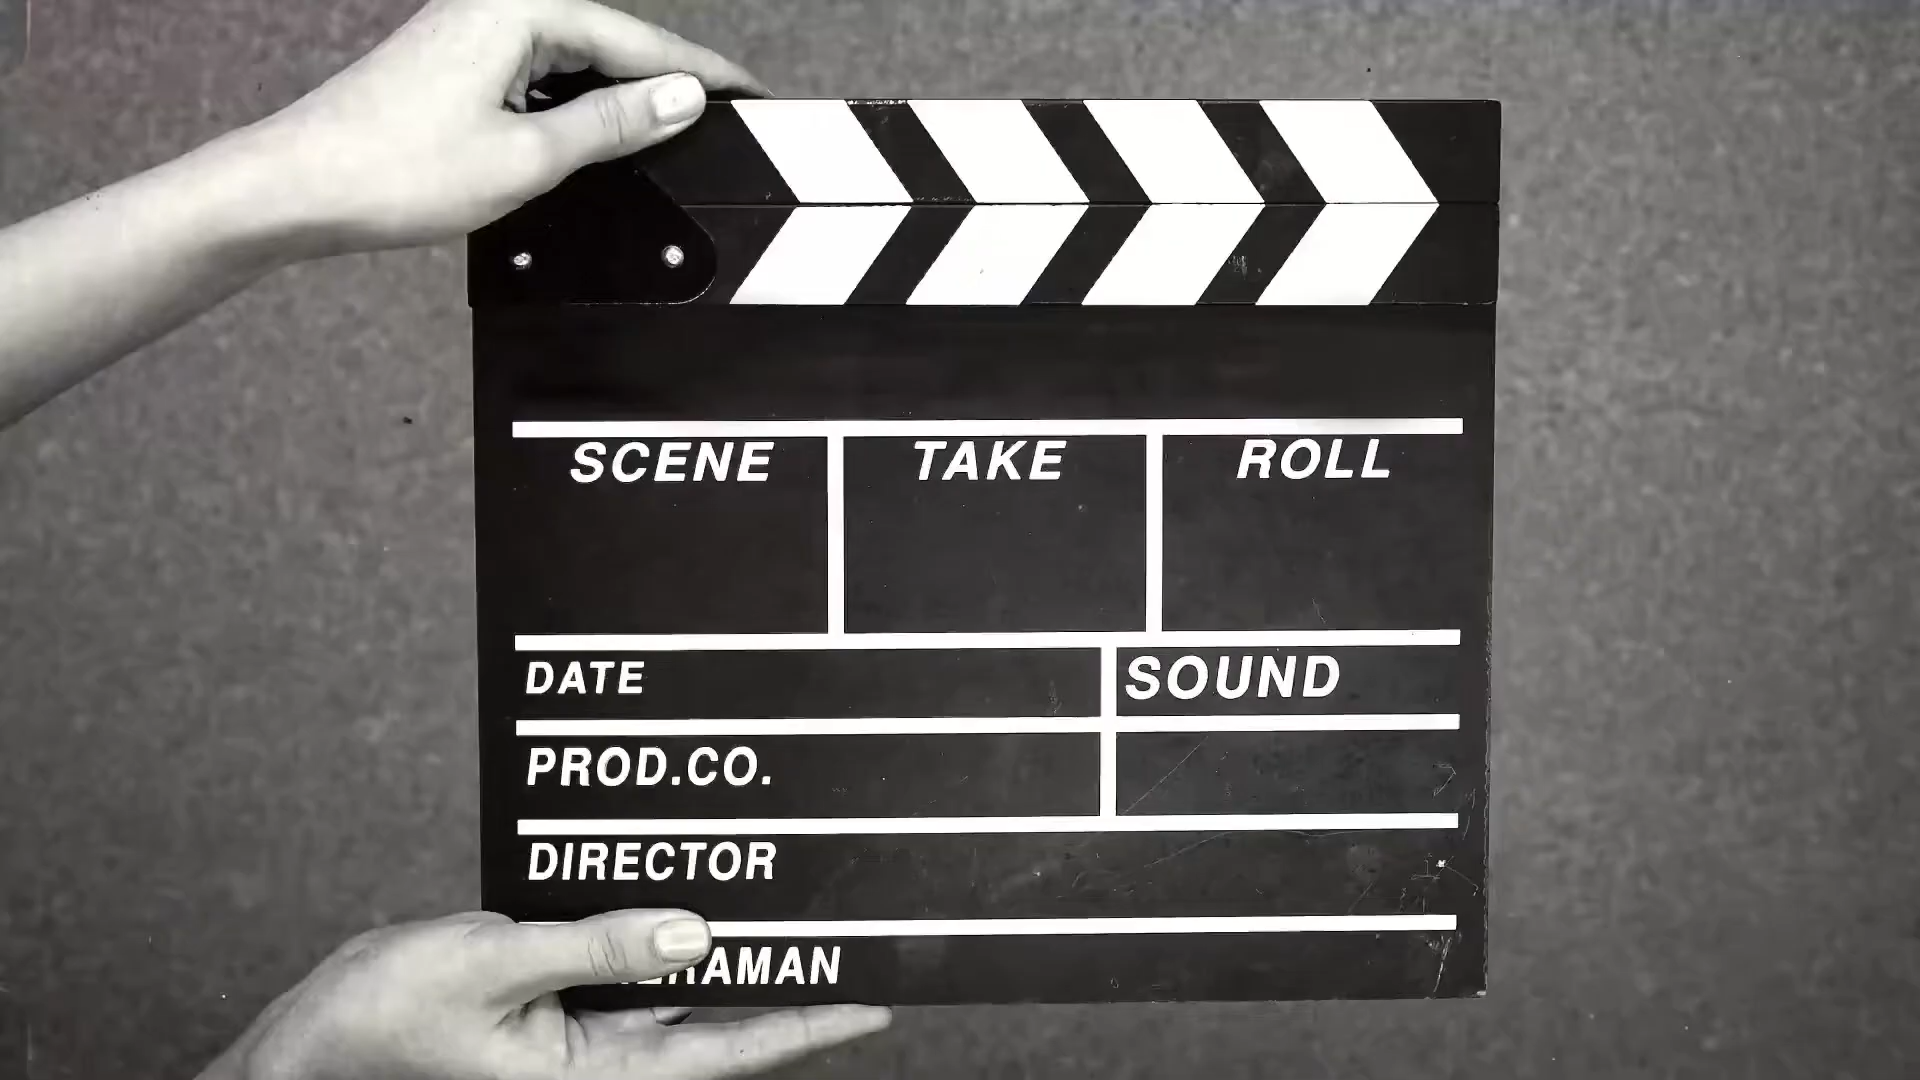 SCENE TAKE ROLL
DATE SOUND
PROD.CO.
DIRECTOR